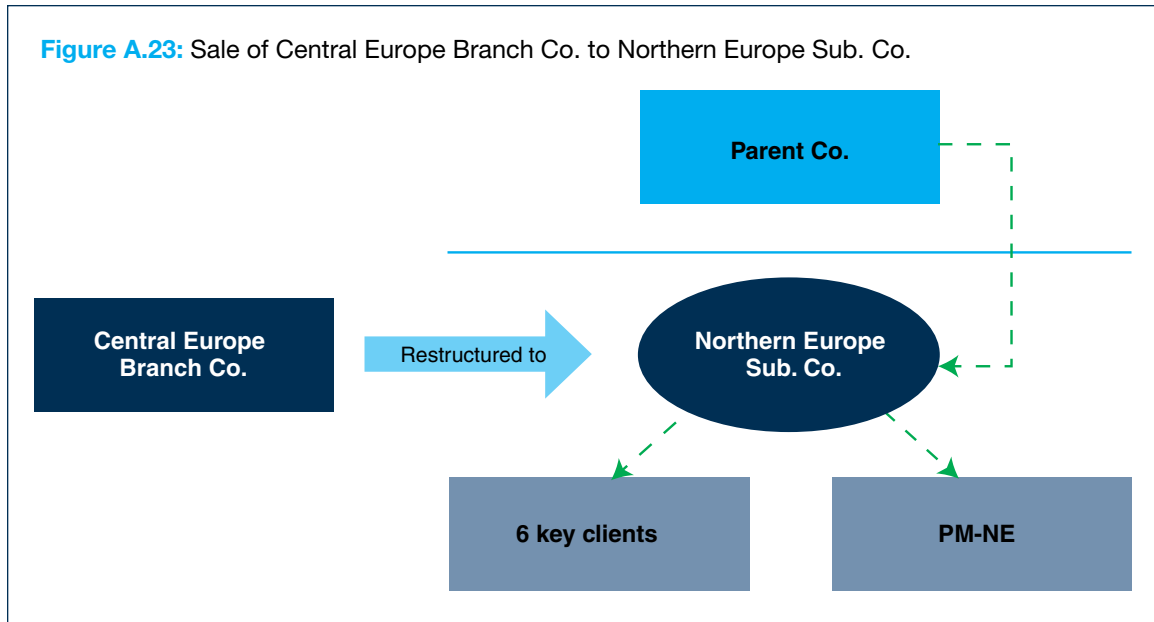 Figure A.23: Sale of Central Europe Branch Co. to Northern Europe Sub. Co.
Parent Co.
Central Europe
Branch Co.
Restructured to
Northern Europe
Sub. Co.
6 key clients
PM-NE